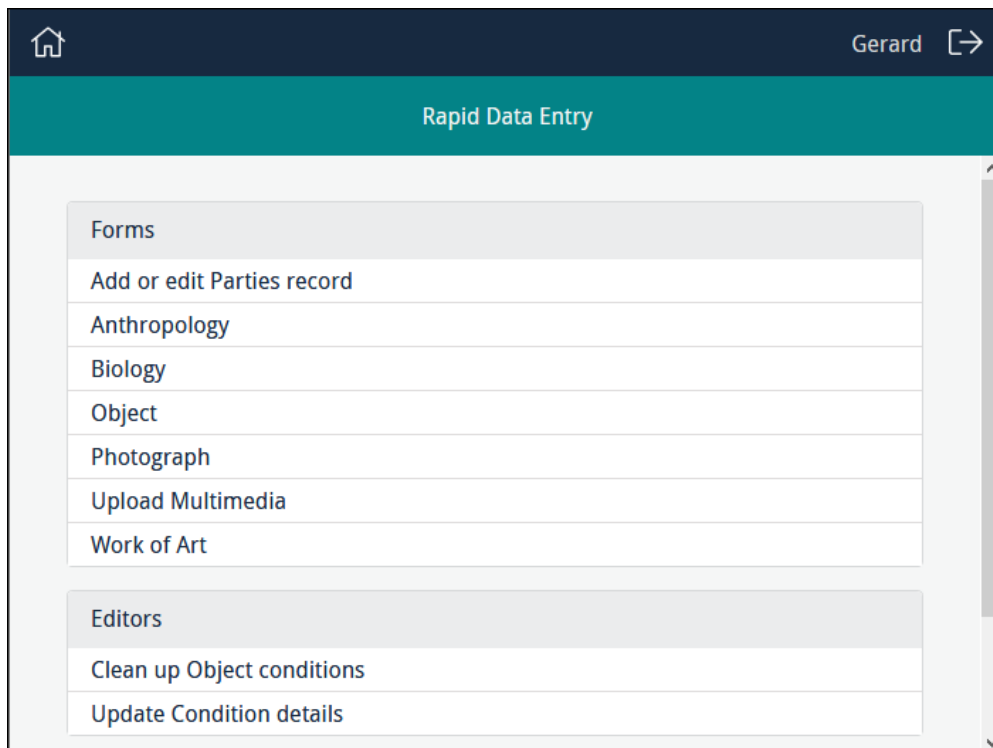 Gerard
Rapid Data Entry
Forms
Add or edit Parties record
Anthropology
Biology
Object
Photograph
Upload Multimedia
Work of Art
Editors
Clean up Object conditions
Update Condition details